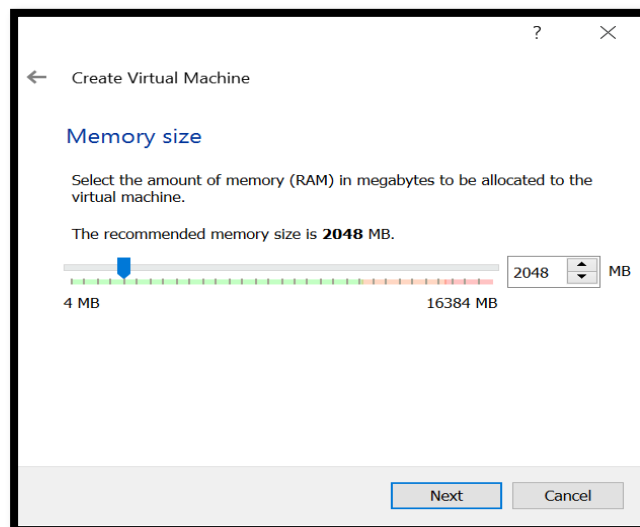 ?
Create Virtual Machine
Memory size
Select the amount of memory (RAM) in megabytes to be allocated to the
virtual machine.
The recommended memory size is 2048 MB.
2048 MB
4 MB 16384 MB
Next Cancel